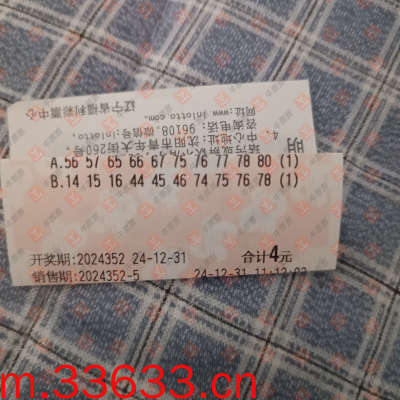 辽宁省福利彩票中心
网址:www.lnlotto.com.
咨询电话: 96108 微信号:lnlotto.
4、中心地址: 沈阳市青年大街260号.
明
A.56 57 65 66 67 75 76 77 78 80 (1)
B.14 15 16 44 45 46 74 75 76 78 (1)
开奖期:2024352 24-12-31 合计4元
销售期:2024352-5 24-12-31
m.33633.cn